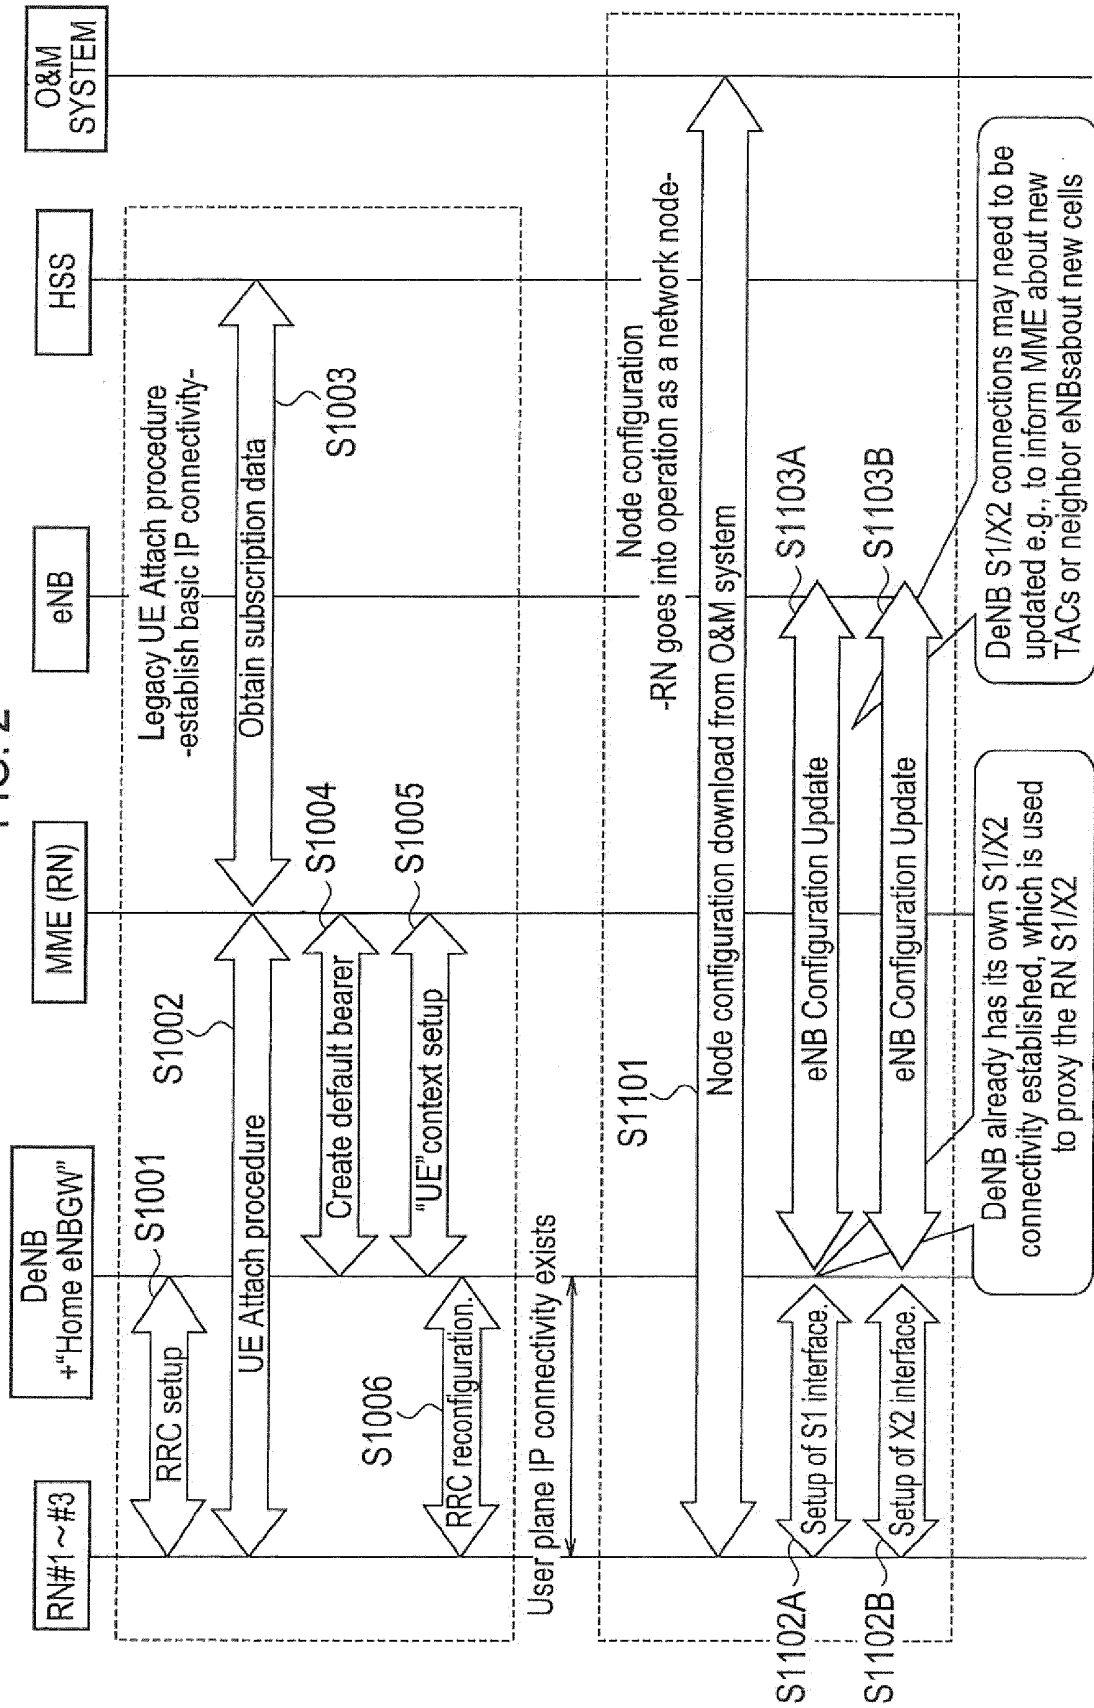 FIG. 2
RN#1~#3
DeNB
+"Home eNBGW"
MME (RN)
eNB
HSS
O&M
SYSTEM
Legacy UE Attach procedure
-establish basic IP connectivity-
S1001
RRC setup
S1002
UE Attach procedure
Obtain subscription data
S1003
Create default bearer
S1004
"UE"context setup
S1005
S1006
RRC reconfiguration.
User plane IP connectivity exists
Node configuration
-RN goes into operation as a network node-
S1101
Node configuration download from O&M system
S1102A
Setup of S1 interface.
eNB Configuration Update
S1103A
S1102B
Setup of X2 interface.
eNB Configuration Update
S1103B
DeNB already has its own S1/X2
connectivity established, which is used
to proxy the RN S1/X2
DeNB S1/X2 connections may need to be
updated e.g., to inform MME about new
TACs or neighbor eNBsabout new cells